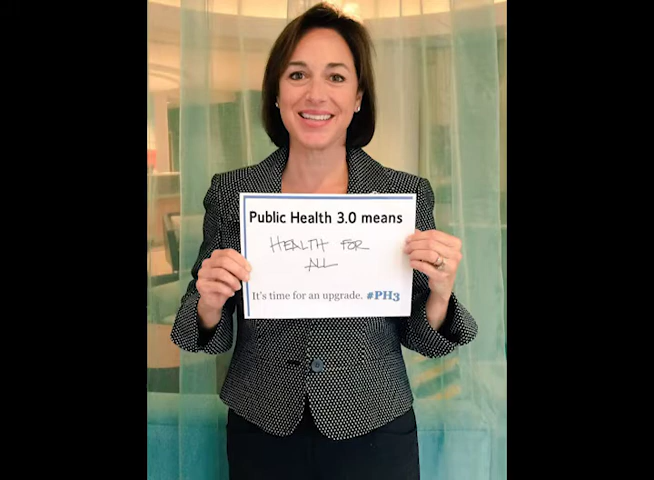 Public Health 3.0 means
HEALTH FOR
ALL
It's time for an upgrade. #PH3